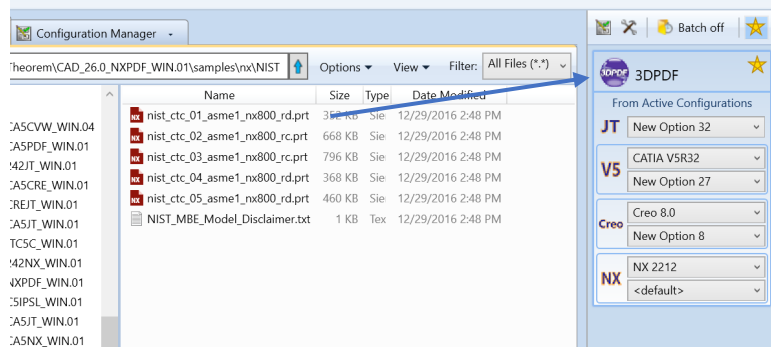 Configuration Manager
Batch off
Theorem\CAD_26.0_NXPDF_WIN.01\samples\nx\NIST
Options
View
Filter:
All Files (*.*)
CA5CVW_WIN.04
CA5PDF_WIN.01
242JT_WIN.01
CA5CRE_WIN.01
CREJT_WIN.01
CA5JT_WIN.01
TC5C_WIN.01
242NX_WIN.01
NXPDF_WIN.01
C5IPSL_WIN.01
CA5JT_WIN.01
CA5NX_WIN.01
Name Size Type Date Modified
nist_ctc_01_asme1_nx800_rd.prt 352 KB Sie 12/29/2016 2:48 PM
nist_ctc_02_asme1_nx800_rc.prt 668 KB Sie 12/29/2016 2:48 PM
nist_ctc_03_asme1_nx800_rc.prt 796 KB Sie 12/29/2016 2:48 PM
nist_ctc_04_asme1_nx800_rd.prt 368 KB Sie 12/29/2016 2:48 PM
nist_ctc_05_asme1_nx800_rd.prt 460 KB Sie 12/29/2016 2:48 PM
NIST_MBE_Model_Disclaimer.txt 1 KB Tex 12/29/2016 2:48 PM
3DPDF 3DPDF
From Active Configurations
JT New Option 32
V5 CATIA V5R32
New Option 27
Creo Creo 8.0
New Option 8
NX NX 2212
<default>